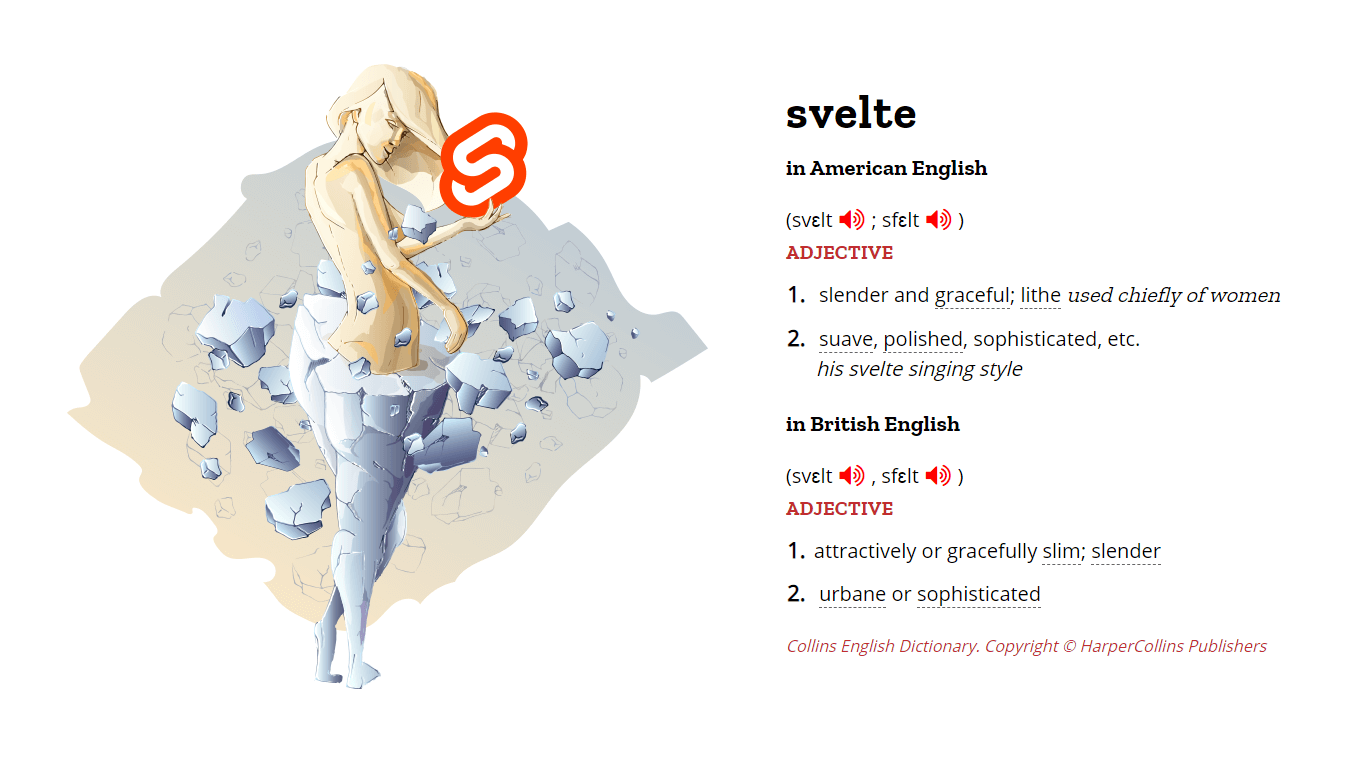 svelte
in American English
(svɛlt ; sfɛlt )
ADJECTIVE
1. slender and graceful; lithe used chiefly of women
2. suave, polished, sophisticated, etc.
his svelte singing style
in British English
(svɛlt , sfɛlt )
ADJECTIVE
1. attractively or gracefully slim; slender
2. urbane or sophisticated
Collins English Dictionary. Copyright © HarperCollins Publishers